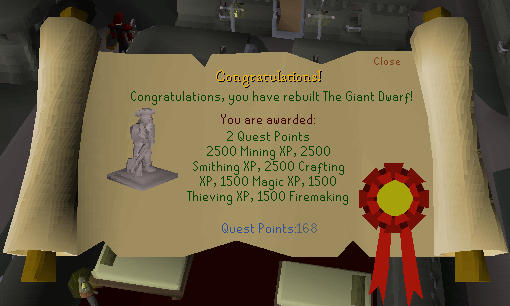 Close
Congratulations!
Congratulations, you have rebuilt The Giant Dwarf!
You are awarded:
2 Quest Points
2500 Mining XP, 2500
Smithing XP, 2500 Crafting
XP, 1500 Magic XP, 1500
Thieving XP, 1500 Firemaking
Quest Points:168